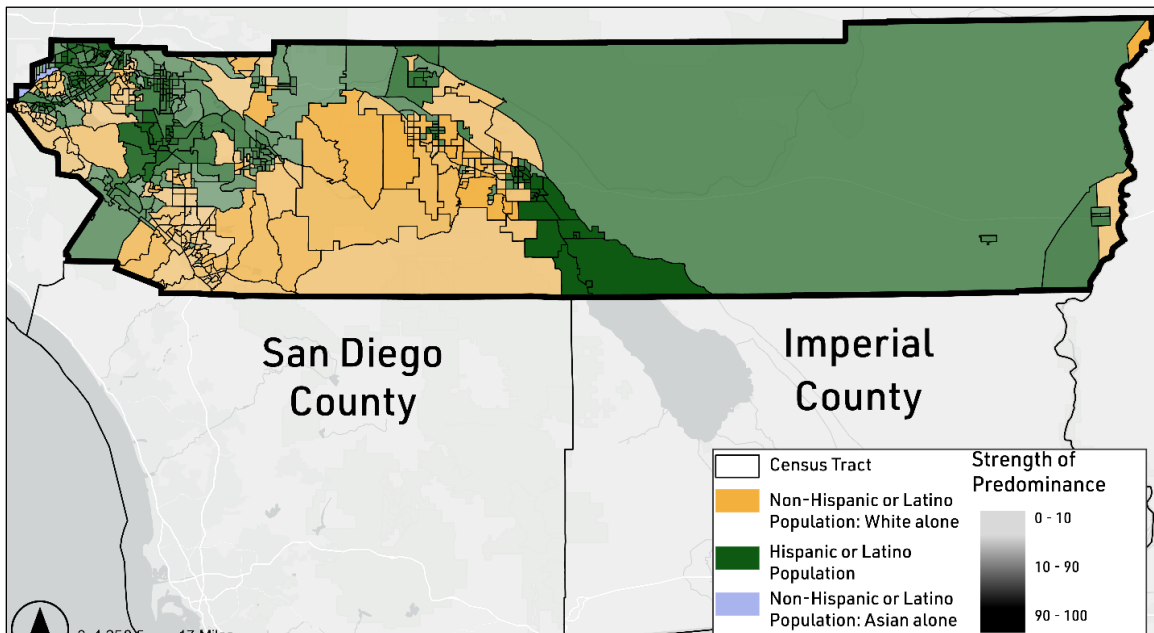 San Diego
County
Imperial
County
Census Tract
Non-Hispanic or Latino
Population: White alone
Hispanic or Latino
Population
Non-Hispanic or Latino
Population: Asian alone
Strength of
Predominance
0 - 10
10 - 90
90 - 100